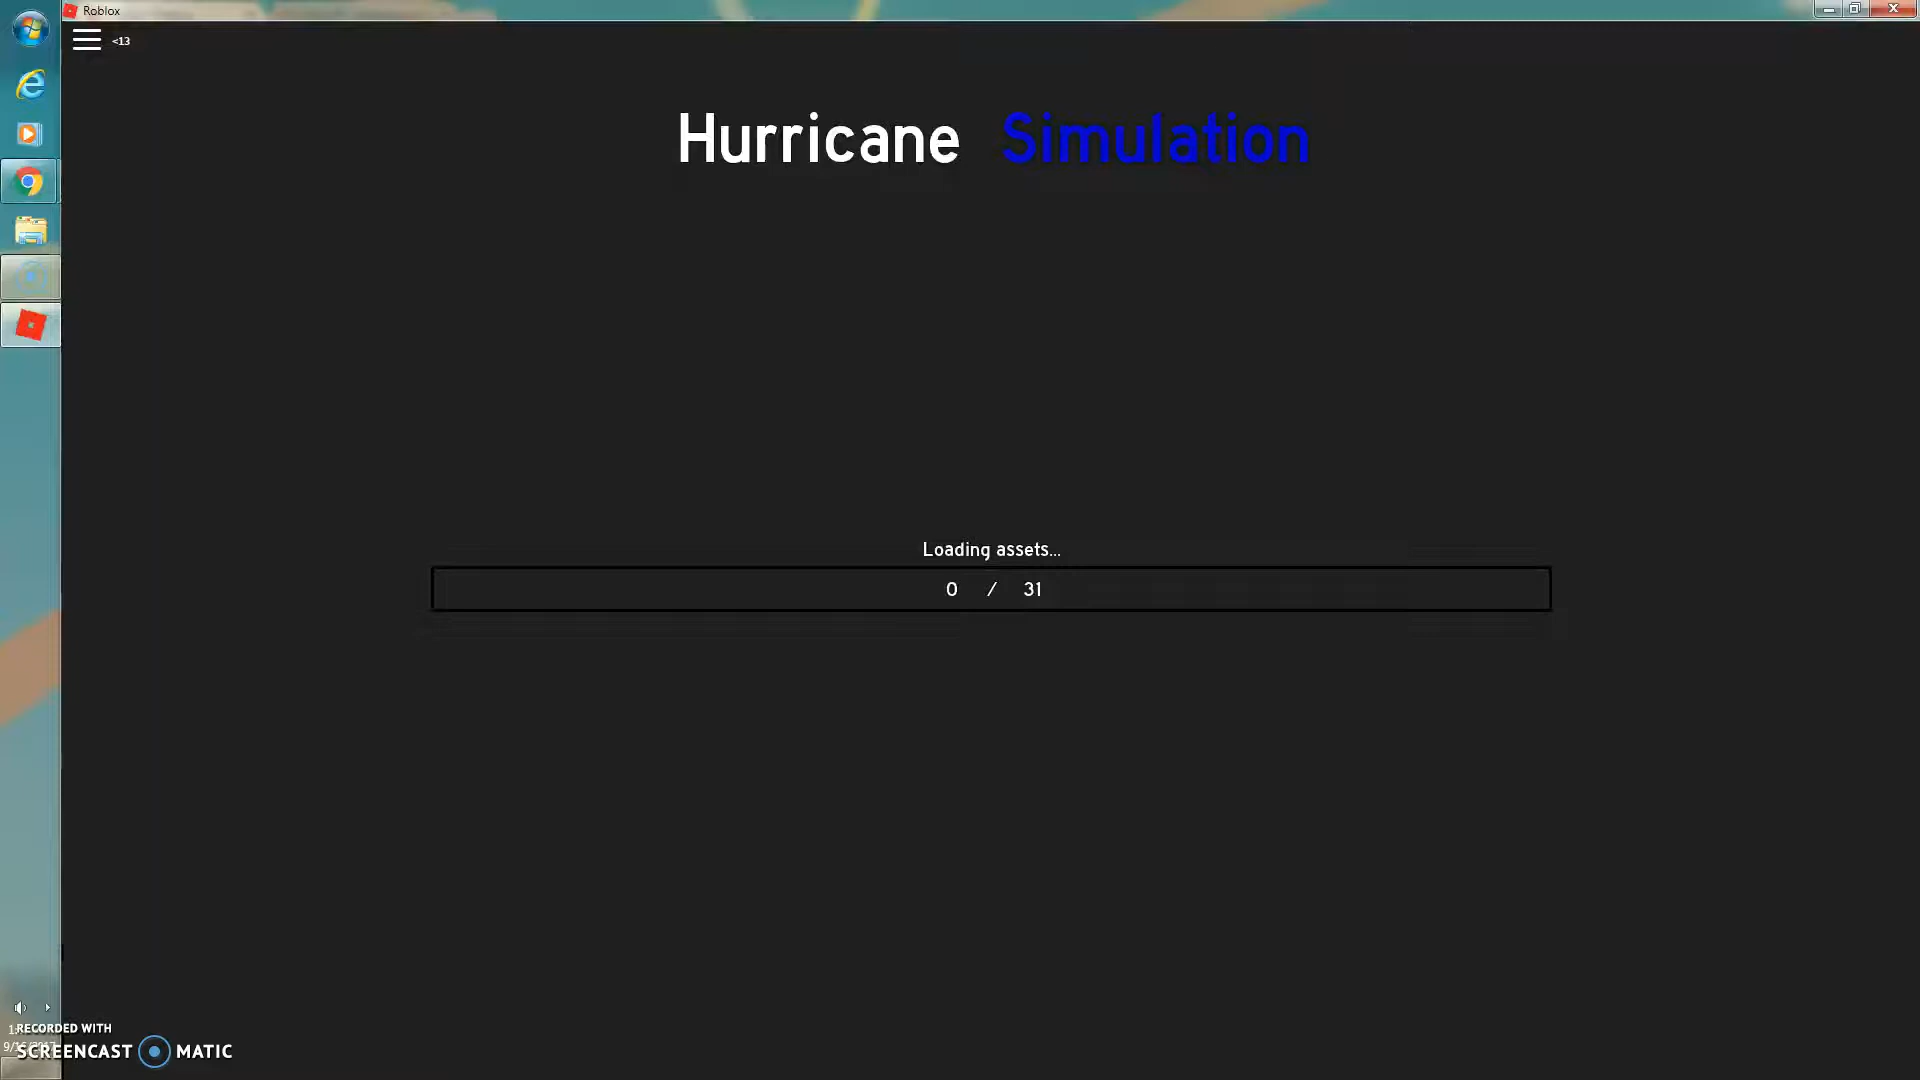 Roblox
<13
Hurricane Simulation
Loading assets...
0 / 31
RECORDED WITH
SCREENCAST MATIC